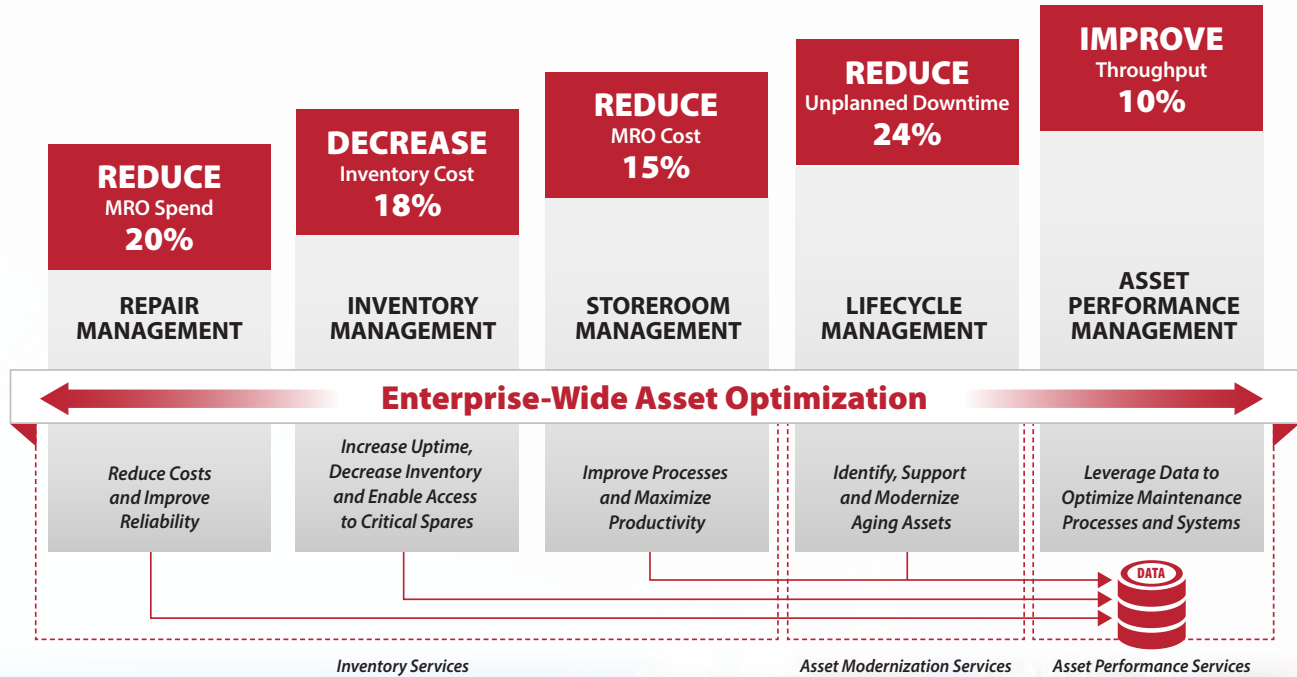 REDUCE
MRO Spend
20%
DECREASE
Inventory Cost
18%
REDUCE
MRO Cost
15%
REDUCE
Unplanned Downtime
24%
IMPROVE
Throughput
10%
REPAIR
MANAGEMENT
INVENTORY
MANAGEMENT
STOREROOM
MANAGEMENT
LIFECYCLE
MANAGEMENT
ASSET
PERFORMANCE
MANAGEMENT
Enterprise-Wide Asset Optimization
Reduce Costs
and Improve
Reliability
Increase Uptime,
Decrease Inventory
and Enable Access
to Critical Spares
Improve Processes
and Maximize
Productivity
Identify, Support
and Modernize
Aging Assets
Leverage Data to
Optimize Maintenance
Processes and Systems
DATA
Inventory Services
Asset Modernization Services
Asset Performance Services